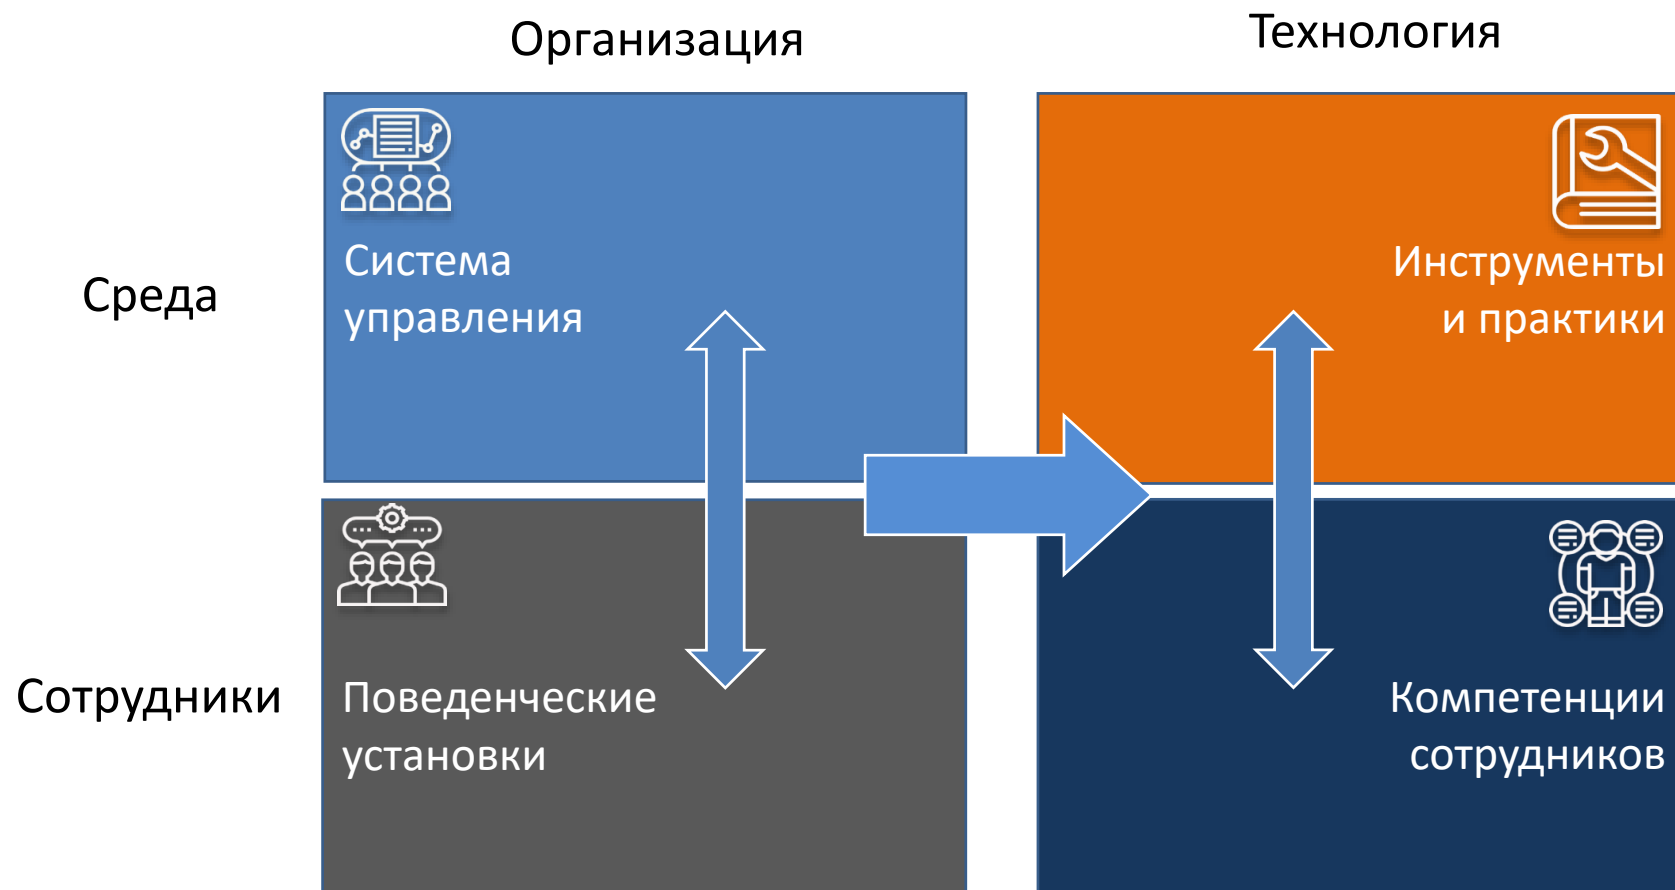 Организация
Технология
Среда
Система
управления
Инструменты
и практики
Сотрудники
Поведенческие
установки
Компетенции
сотрудников